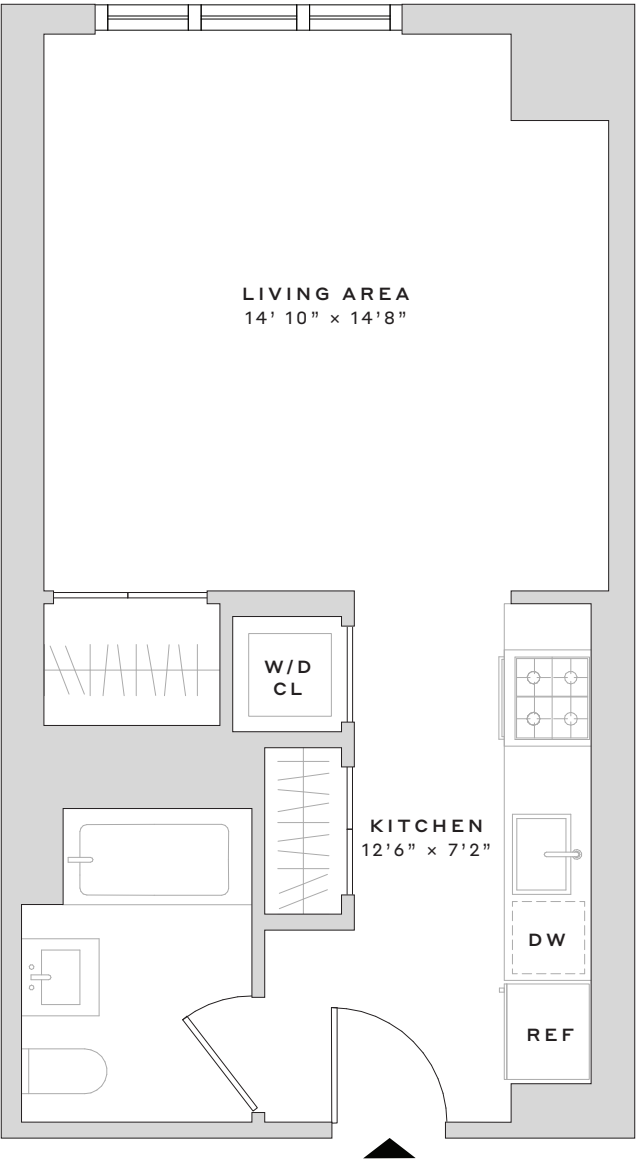 LIVING AREA
14' 10” × 14'8”
W/D
CL
KITCHEN
12'6” × 7'2”
DW
REF